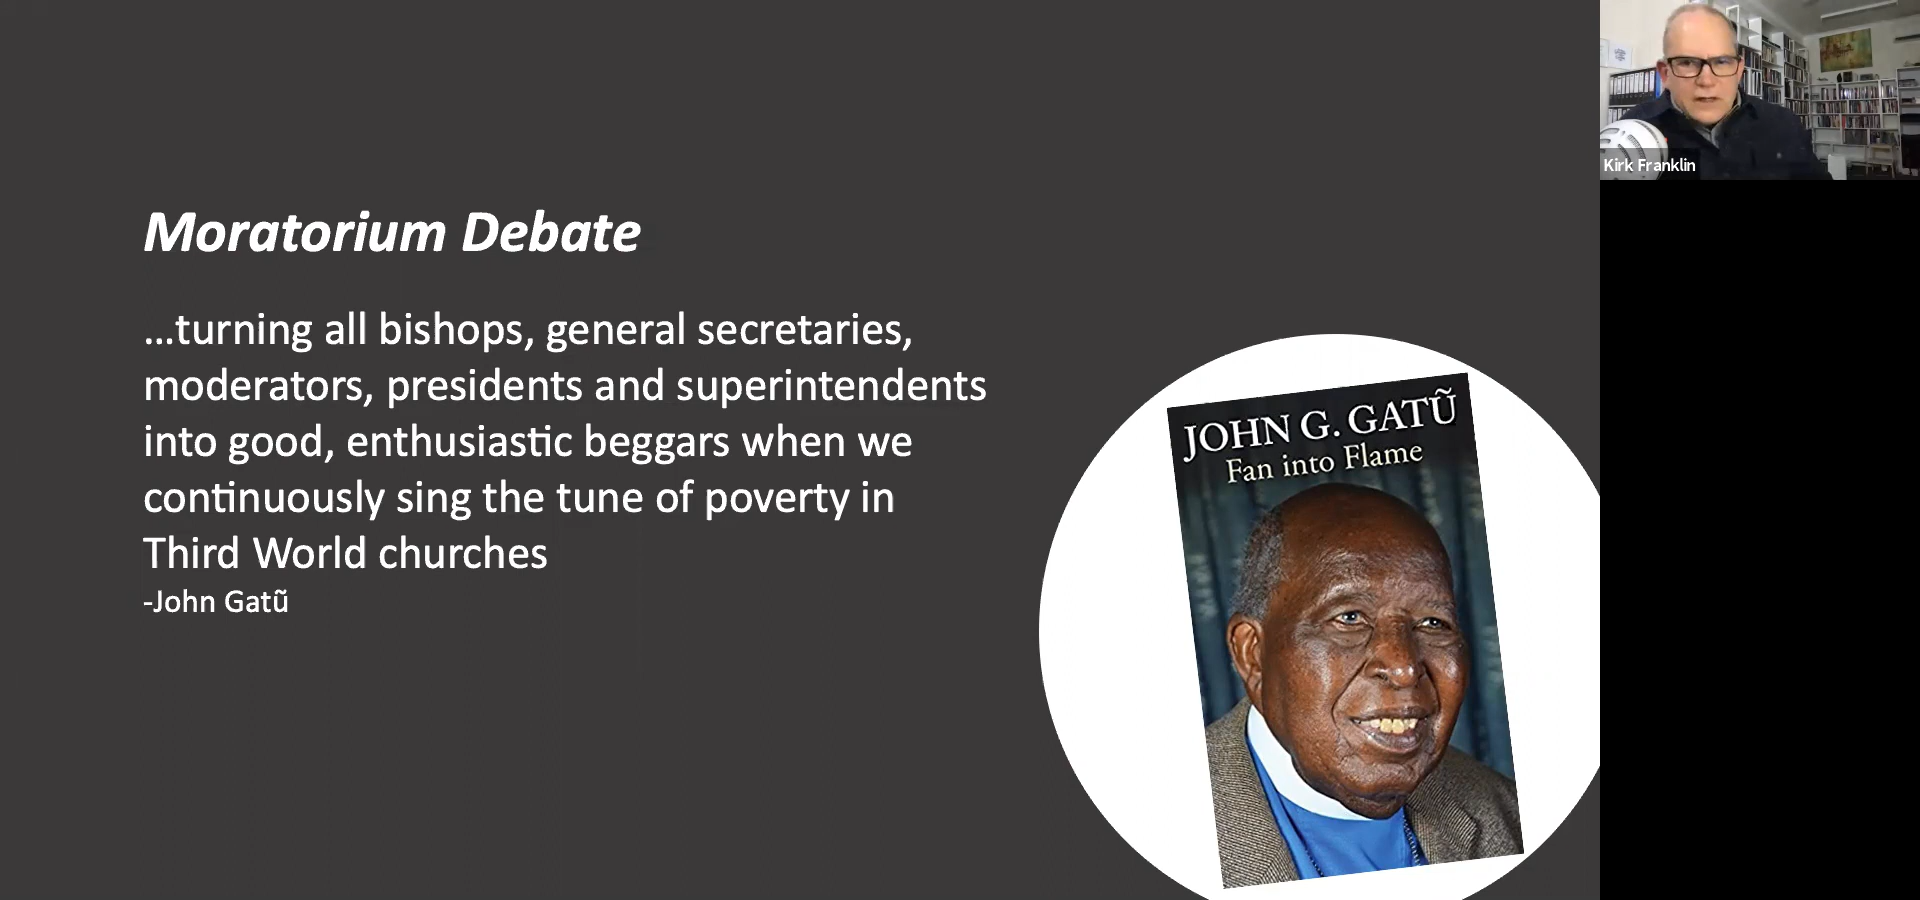 Moratorium Debate
...turning all bishops, general secretaries,
moderators, presidents and superintendents
into good, enthusiastic beggars when we
continuously sing the tune of poverty in
Third World churches
-John Gatũ
JOHN G. GATŨ
Fan into Flame
Kirk Franklin